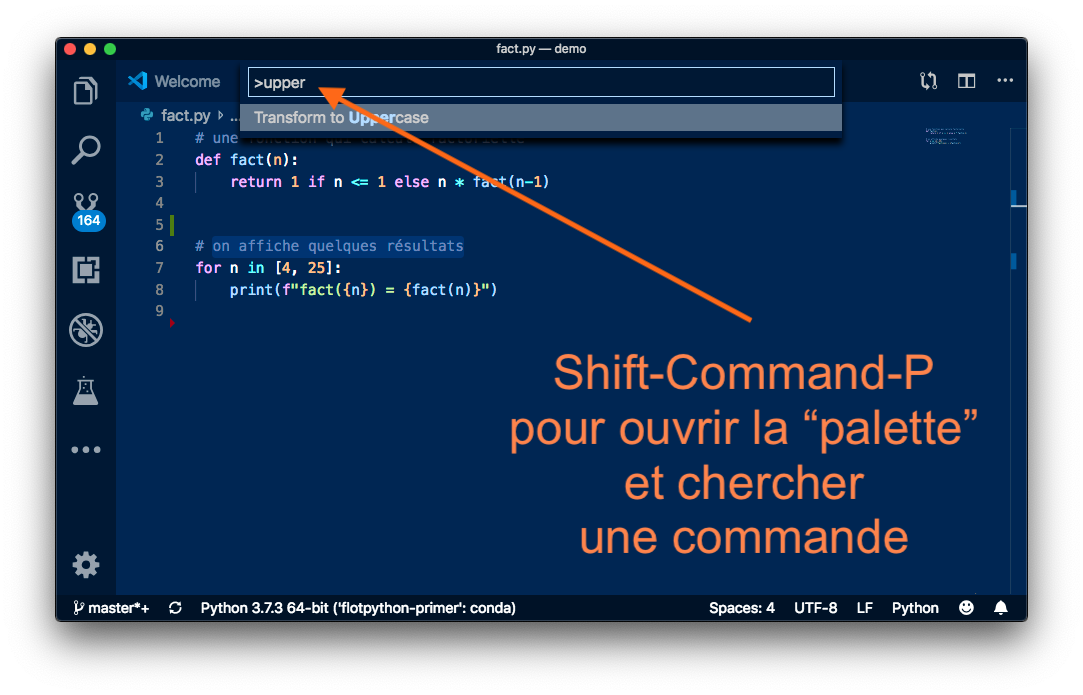 fact.py — demo
Welcome
>upper
fact.py ...
Transform to Uppercase
1 # une
2 def fact(n):
3 return 1 if n <= 1 else n * fact(n-1)
4
5
6 # on affiche quelques résultats
7 for n in [4, 25]:
8 print(f"fact({n}) = {fact(n)}")
9
164
Shift-Command-P
pour ouvrir la “palette”
et chercher
une commande
master*+ Python 3.7.3 64-bit ('flotpython-primer': conda) Spaces: 4 UTF-8 LF Python